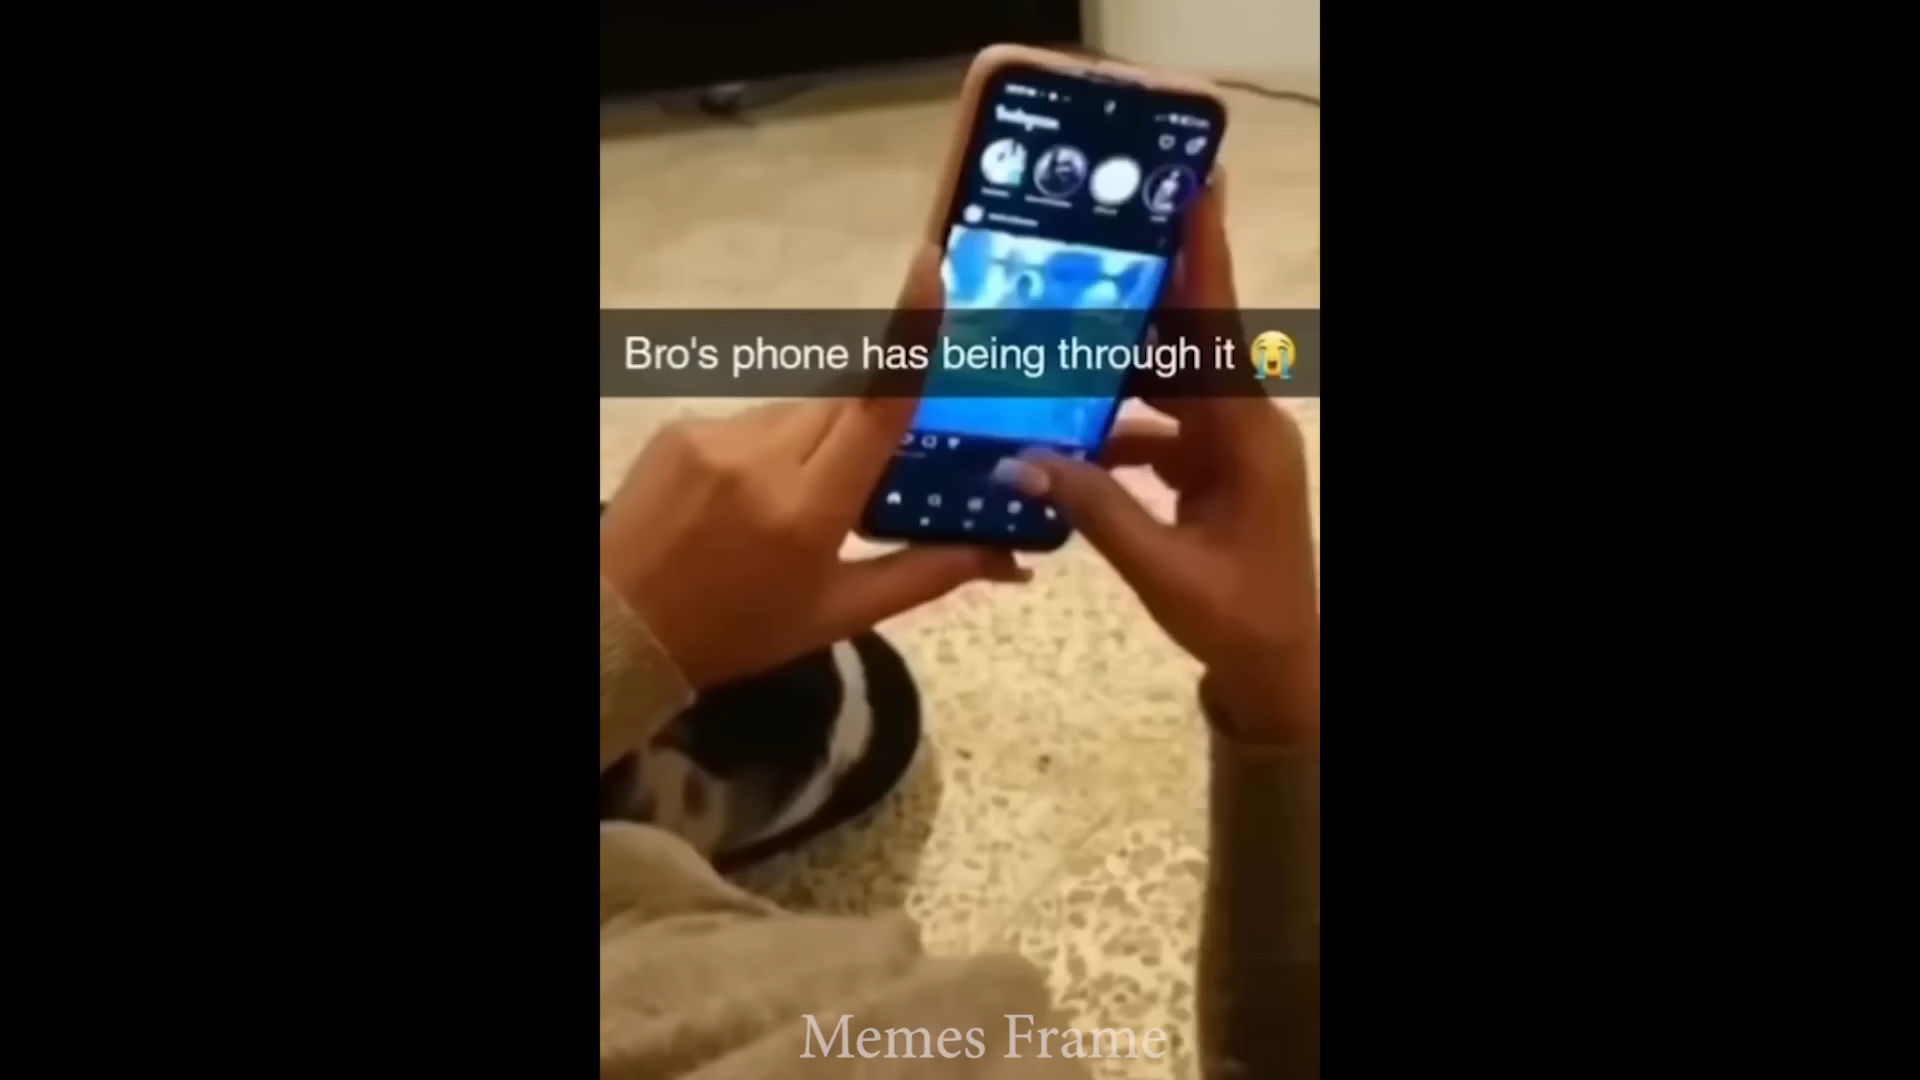 Bro's phone has being through it 😭
Memes Frame